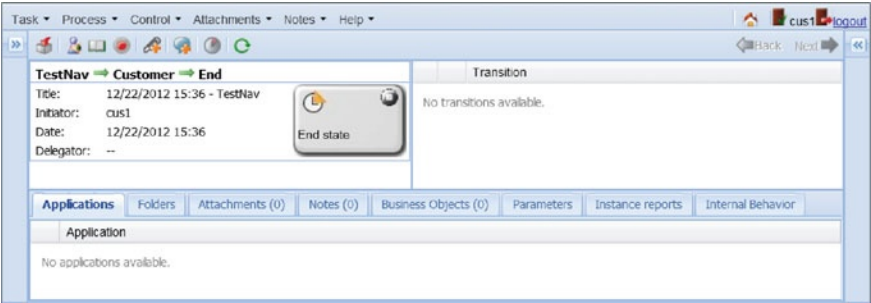 Task Process Control Attachments Notes Help cus1 logout
Back Next
TestNav Customer End
Title: 12/22/2012 15:36 - TestNav
Initiator: cus1
Date: 12/22/2012 15:36
Delegator: --
End state
Transition
No transitions available.
Applications Folders Attachments (0) Notes (0) Business Objects (0) Parameters Instance reports Internal Behavior
Application
No applications available.